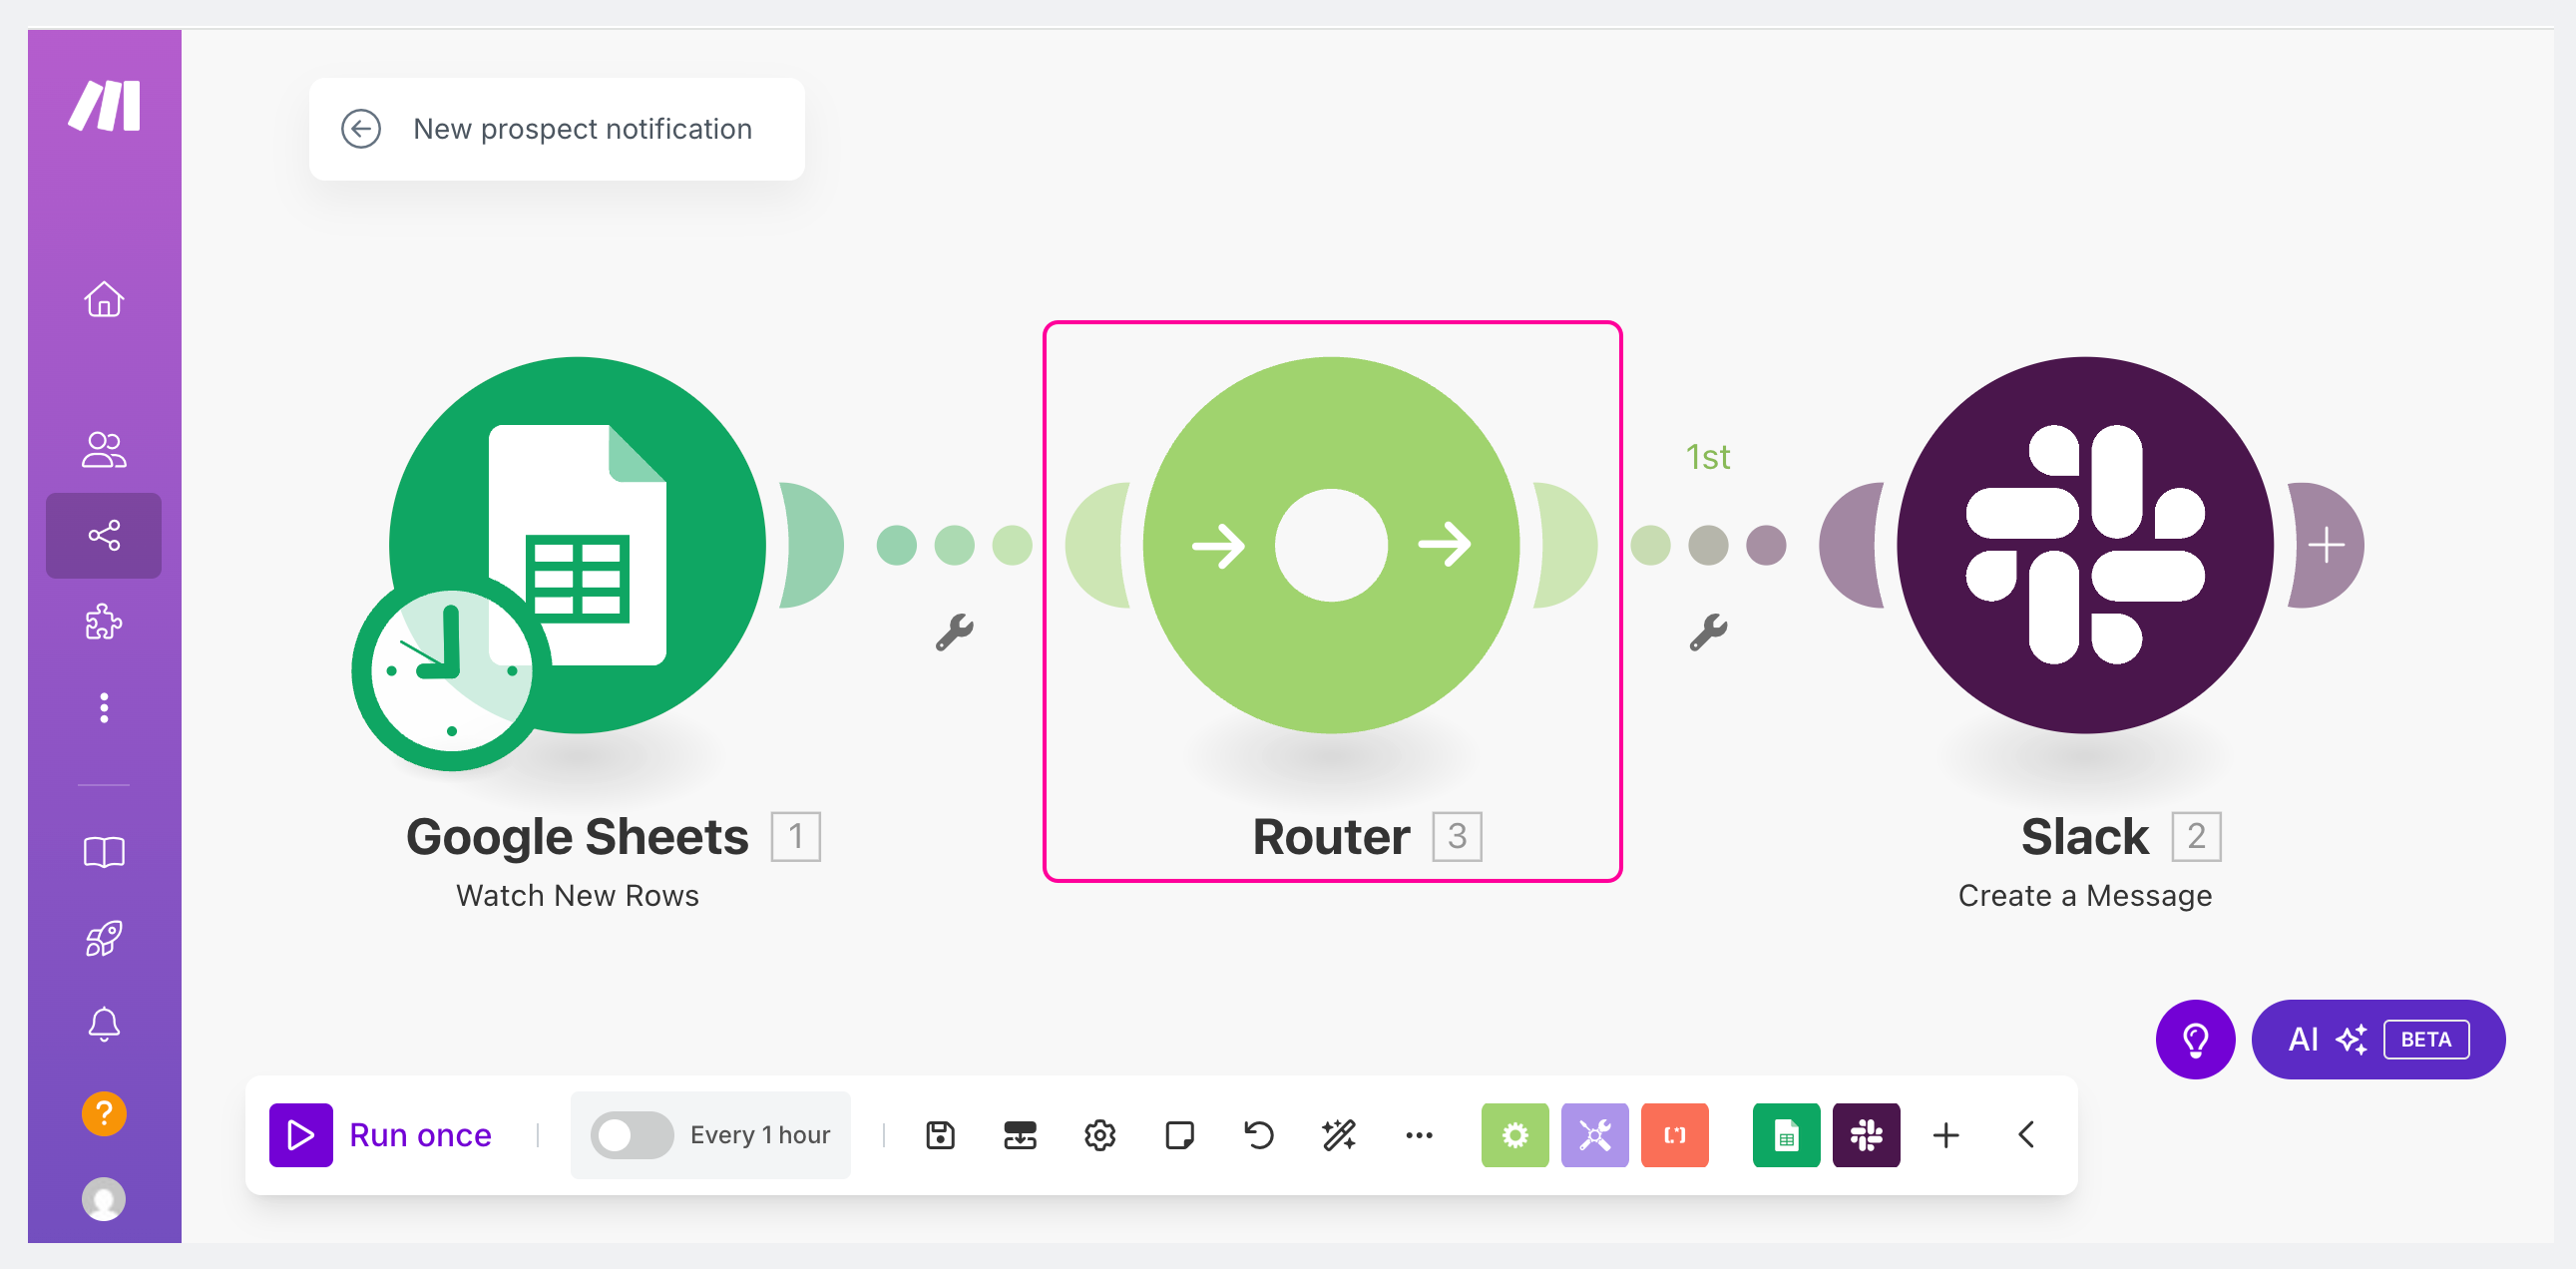 New prospect notification
1st
Google Sheets 1
Watch New Rows
Router 3
Slack 2
Create a Message
AI BETA
Run once
Every 1 hour
?